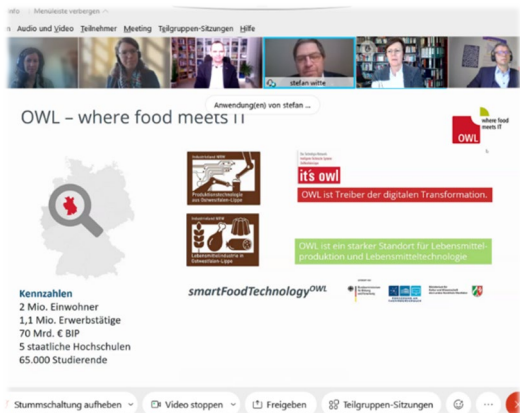 Info Menüleiste verbergen
n Audio und Video Teilnehmer Meeting Teilgruppen-Sitzungen Hilfe
stefan witte
Anwendung(en) von stefan ...
OWL – where food meets IT
where food
meets IT
OWL
Industrieland NRW
Produktionstechnologie
aus Ostwestfalen-Lippe
it's owl
OWL ist Treiber der digitalen Transformation.
Industrieland NRW
Lebensmittelindustrie in
Ostwestfalen-Lippe
OWL ist ein starker Standort für Lebensmittel-
produktion und Lebensmitteltechnologie
Kennzahlen
2 Mio. Einwohner
1,1 Mio. Erwerbstätige
70 Mrd. € BIP
5 staatliche Hochschulen
65.000 Studierende
smartFoodTechnologyOWL
Stummschaltung aufheben Video stoppen Freigeben Teilgruppen-Sitzungen ...